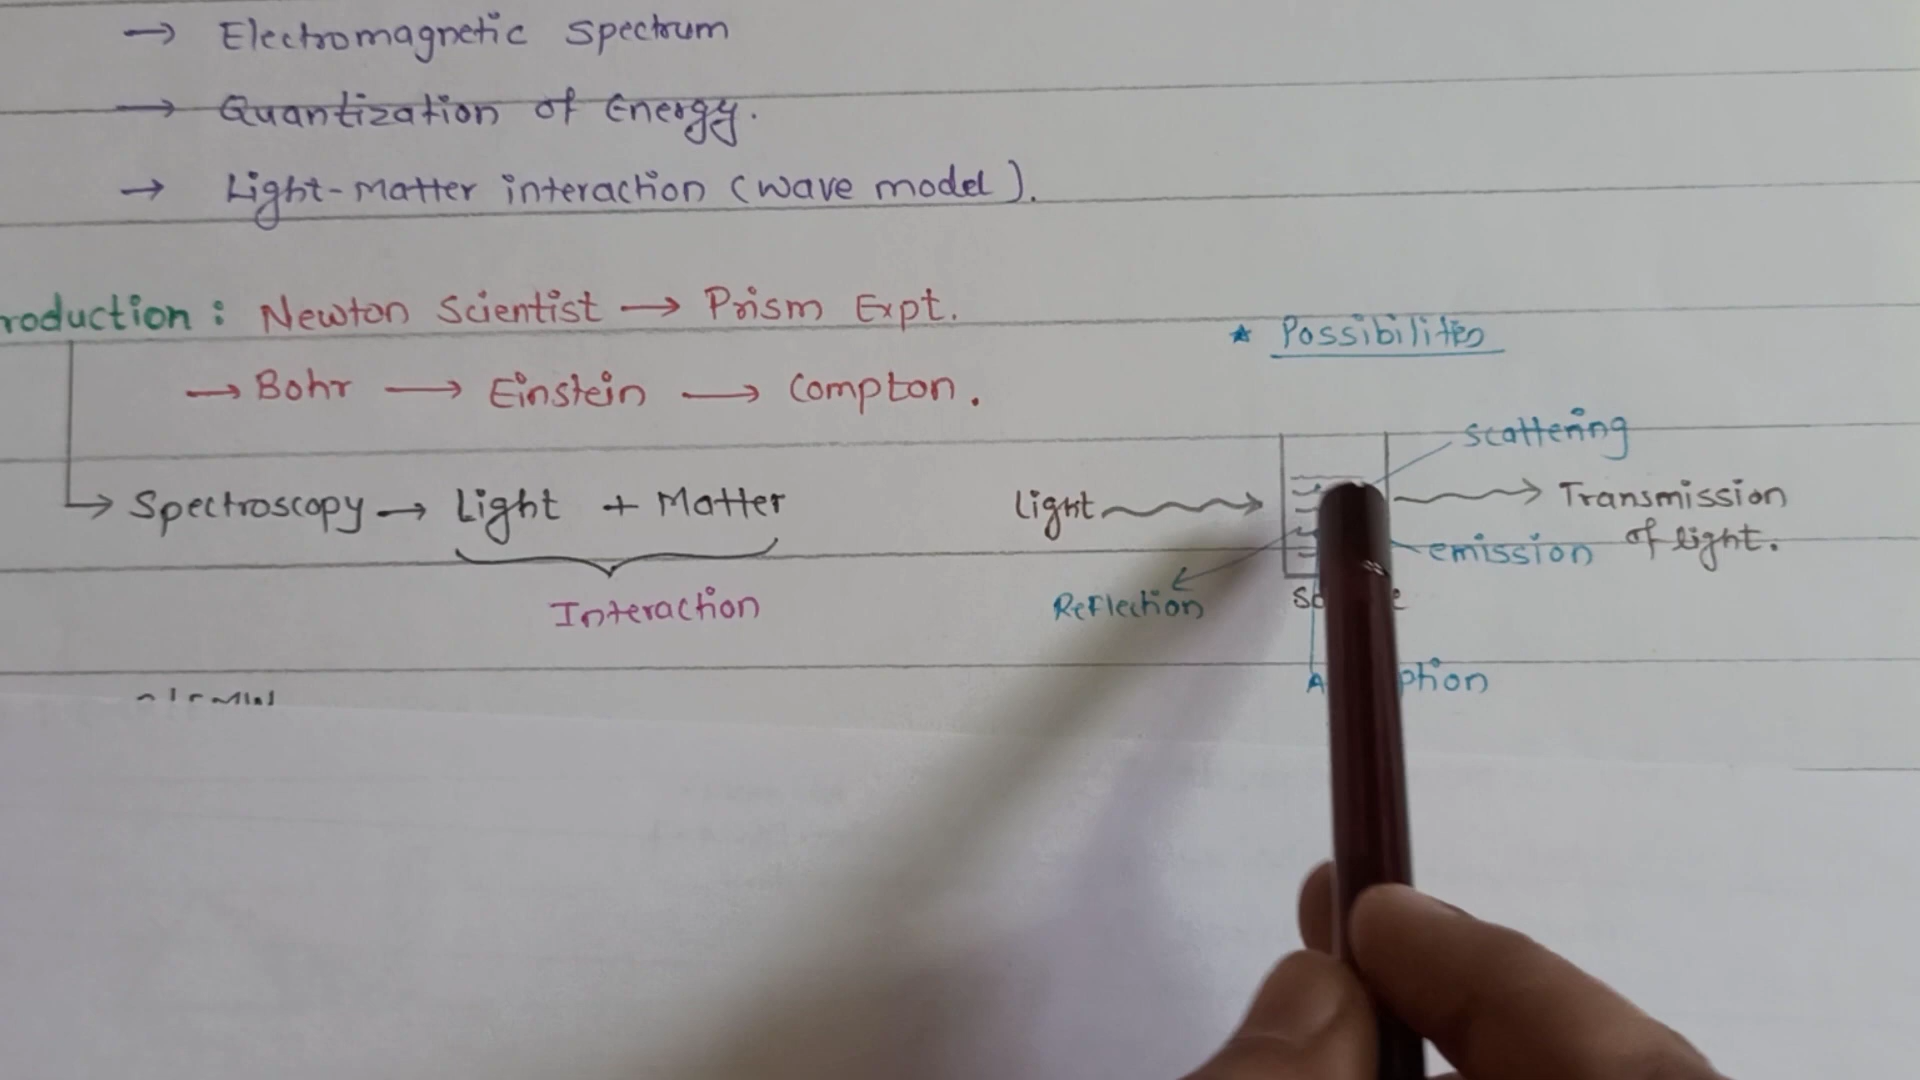 → Electromagnetic spectrum
→ Quantization of Energy.
→ Light-Matter interaction (wave model).
roduction: Newton Scientist → Prism Expt.
→ Bohr → Einstein → Compton.
→ Spectroscopy → Light + Matter
Interaction
★ Possibilites
scattering
Light
Transmission
of light.
emission
Reflection